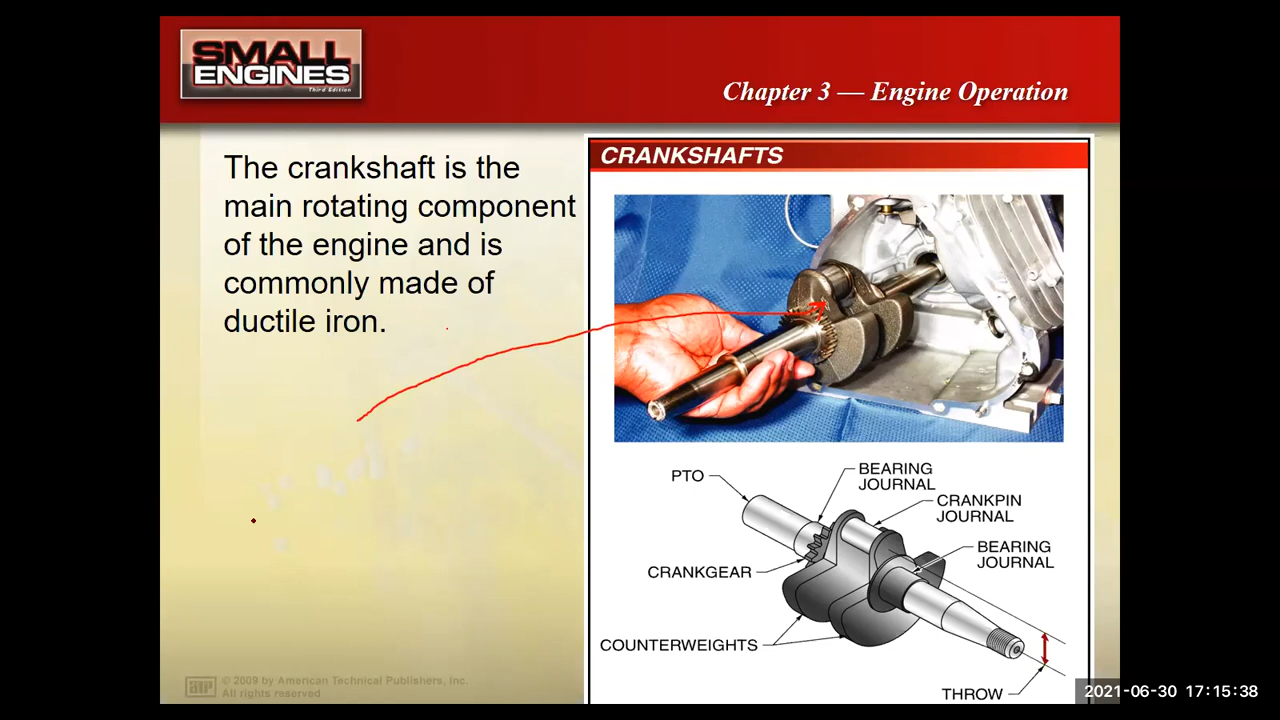 SMALL
ENGINES
Third Edition
Chapter 3 — Engine Operation
The crankshaft is the
main rotating component
of the engine and is
commonly made of
ductile iron.
CRANKSHAFTS
PTO
BEARING
JOURNAL
CRANKPIN
JOURNAL
BEARING
JOURNAL
CRANKGEAR
COUNTERWEIGHTS
THROW
atp
© 2009 by American Technical Publishers, Inc.
All rights reserved
2021-06-30 17:15:38